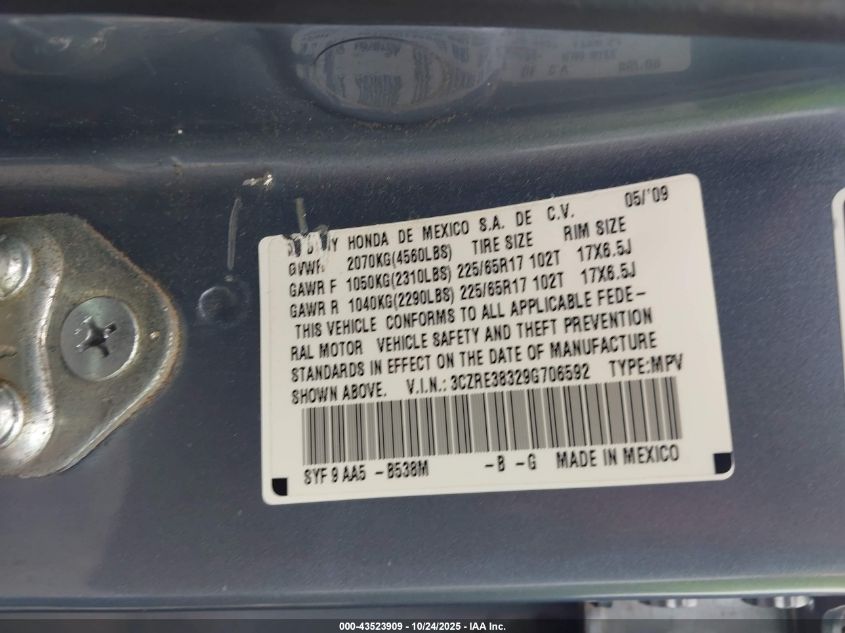 HONDA DE MEXICO S.A. DE C.V. 05/'09
GVWR 2070KG(4560LBS) TIRE SIZE RIM SIZE
GAWR F 1050KG(2310LBS) 225/65R17 102T 17X6.5J
GAWR R 1040KG(2290LBS) 225/65R17 102T 17X6.5J
THIS VEHICLE CONFORMS TO ALL APPLICABLE FEDE-
RAL MOTOR VEHICLE SAFETY AND THEFT PREVENTION
STANDARDS IN EFFECT ON THE DATE OF MANUFACTURE
SHOWN ABOVE. V.I.N.: 3CZRE38329G706592 TYPE:MPV
SYF 9 AA5 -B538M -B -G MADE IN MEXICO
000-43523909 - 10/24/2025 - IAA Inc.